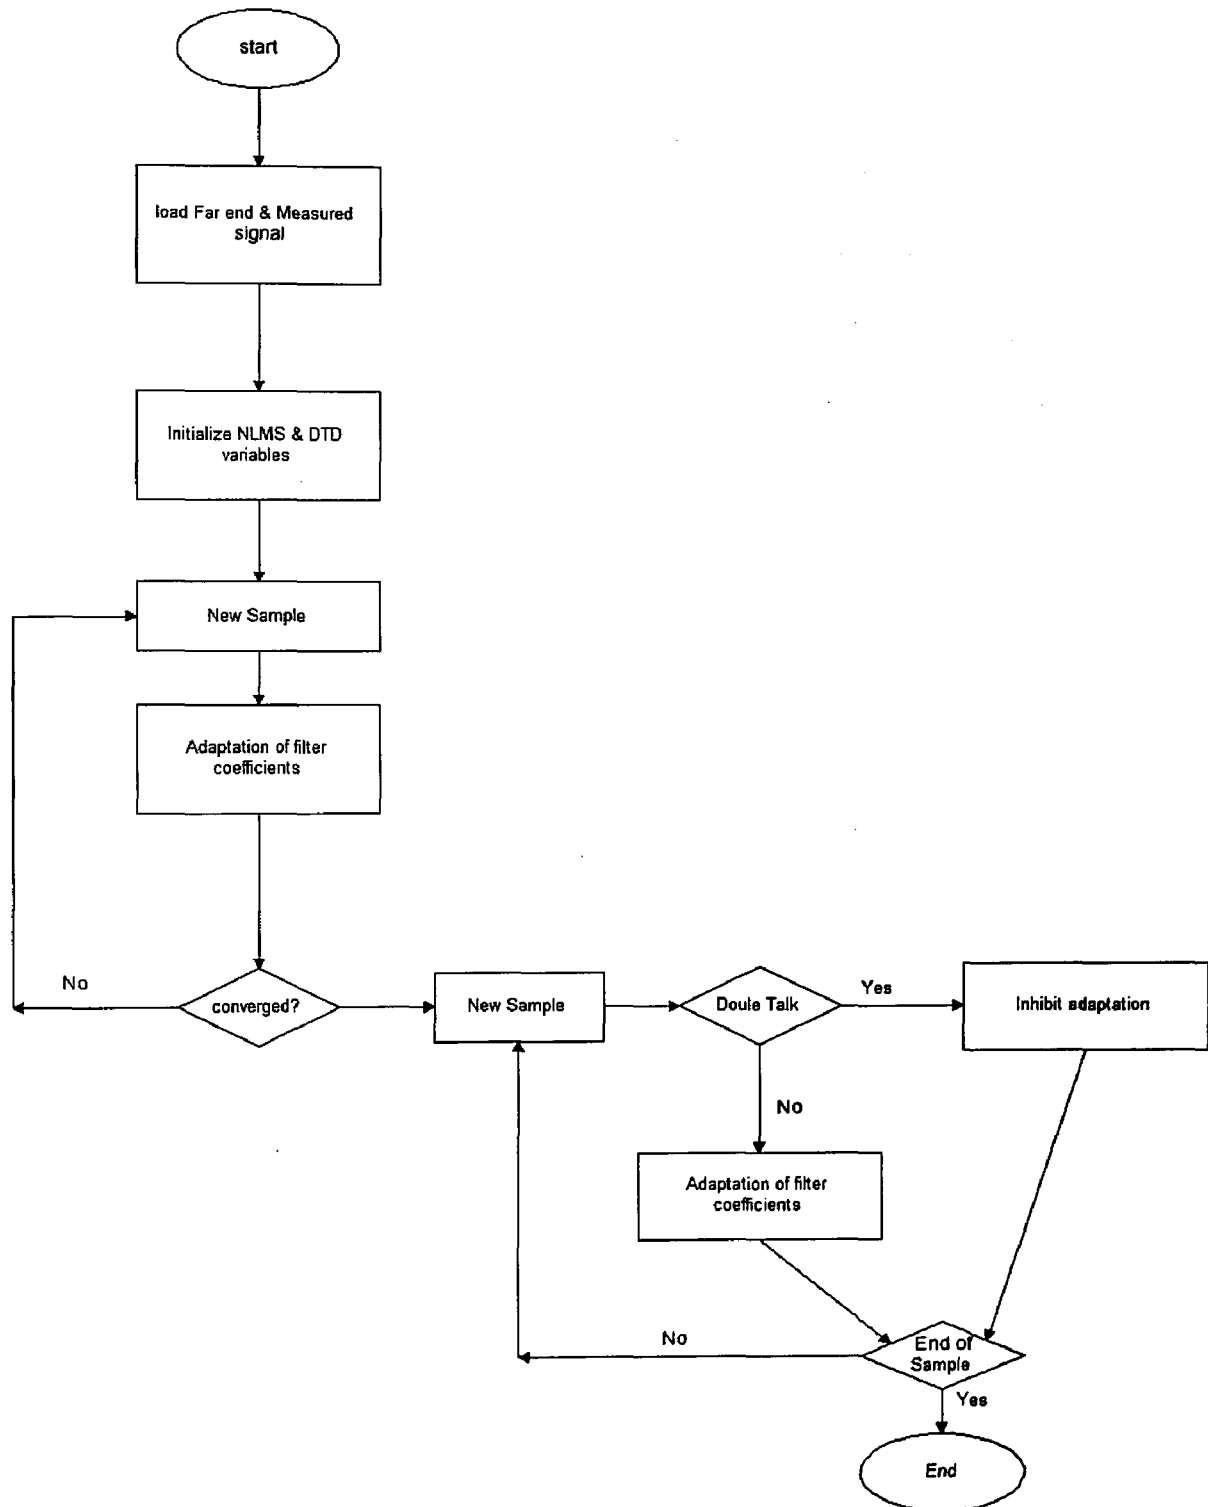 start
load Far end & Measured
signal
Initialize NLMS & DTD
variables
New Sample
Adaptation of filter
coefficients
No
converged?
New Sample
Doule Talk
Yes
Inhibit adaptation
No
Adaptation of filter
coefficients
No
End of
Sample
Yes
End